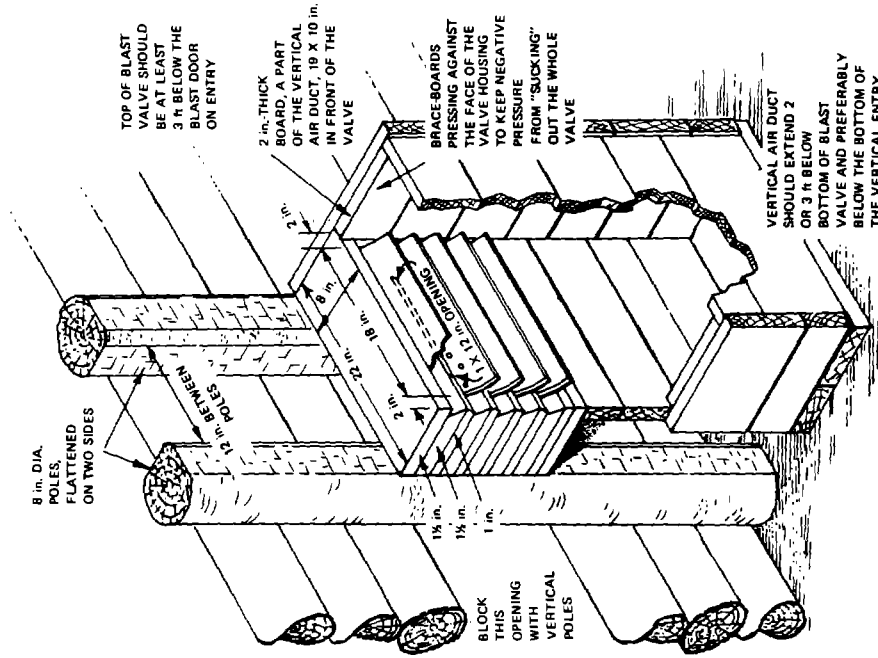 8 in. DIA.
POLES,
FLATTENED
ON TWO SIDES
12 in. BETWEEN
POLES
TOP OF BLAST
VALVE SHOULD
BE AT LEAST
3 ft BELOW THE
BLAST DOOR
ON ENTRY
2 in.-THICK
BOARD, A PART
OF THE VERTICAL
AIR DUCT, 19 X 10 in.
IN FRONT OF THE
VALVE
BRACE-BOARDS
PRESSING AGAINST
THE FACE OF THE
VALVE HOUSING
TO KEEP NEGATIVE
PRESSURE
FROM "SUCKING"
OUT THE WHOLE
VALVE
2 in.
8 in.
22 in.
18 in.
2 in.
1 X 12 in. OPENING
1½ in.
1½ in.
1 in.
BLOCK
THIS
OPENING
WITH
VERTICAL
POLES
VERTICAL AIR DUCT
SHOULD EXTEND 2
OR 3 ft BELOW
BOTTOM OF BLAST
VALVE AND PREFERABLY
BELOW THE BOTTOM OF
THE VERTICAL ENTRY